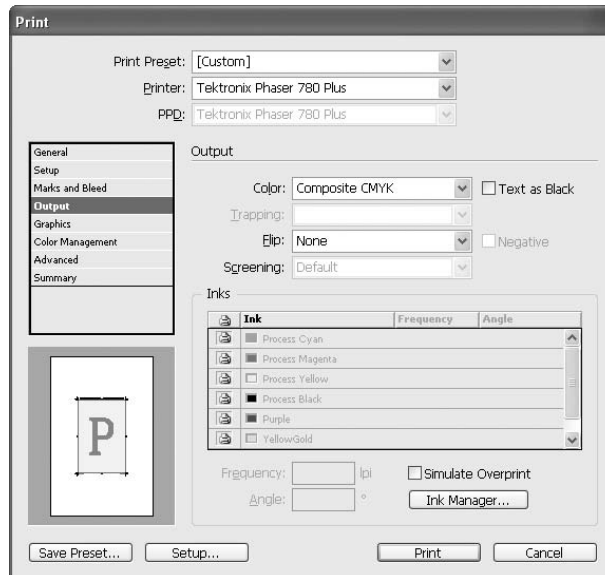 Print
Print Preset: [Custom]
Printer: Tektronix Phaser 780 Plus
PPD: Tektronix Phaser 780 Plus
General
Setup
Marks and Bleed
Output
Graphics
Color Management
Advanced
Summary
Output
Color: Composite CMYK Text as Black
Trapping:
Flip: None Negative
Screening: Default
Inks
Ink Frequency Angle
Process Cyan
Process Magenta
Process Yellow
Process Black
Purple
YellowGold
Frequency: lpi Simulate Overprint
Angle: ° Ink Manager...
P
Save Preset... Setup... Print Cancel